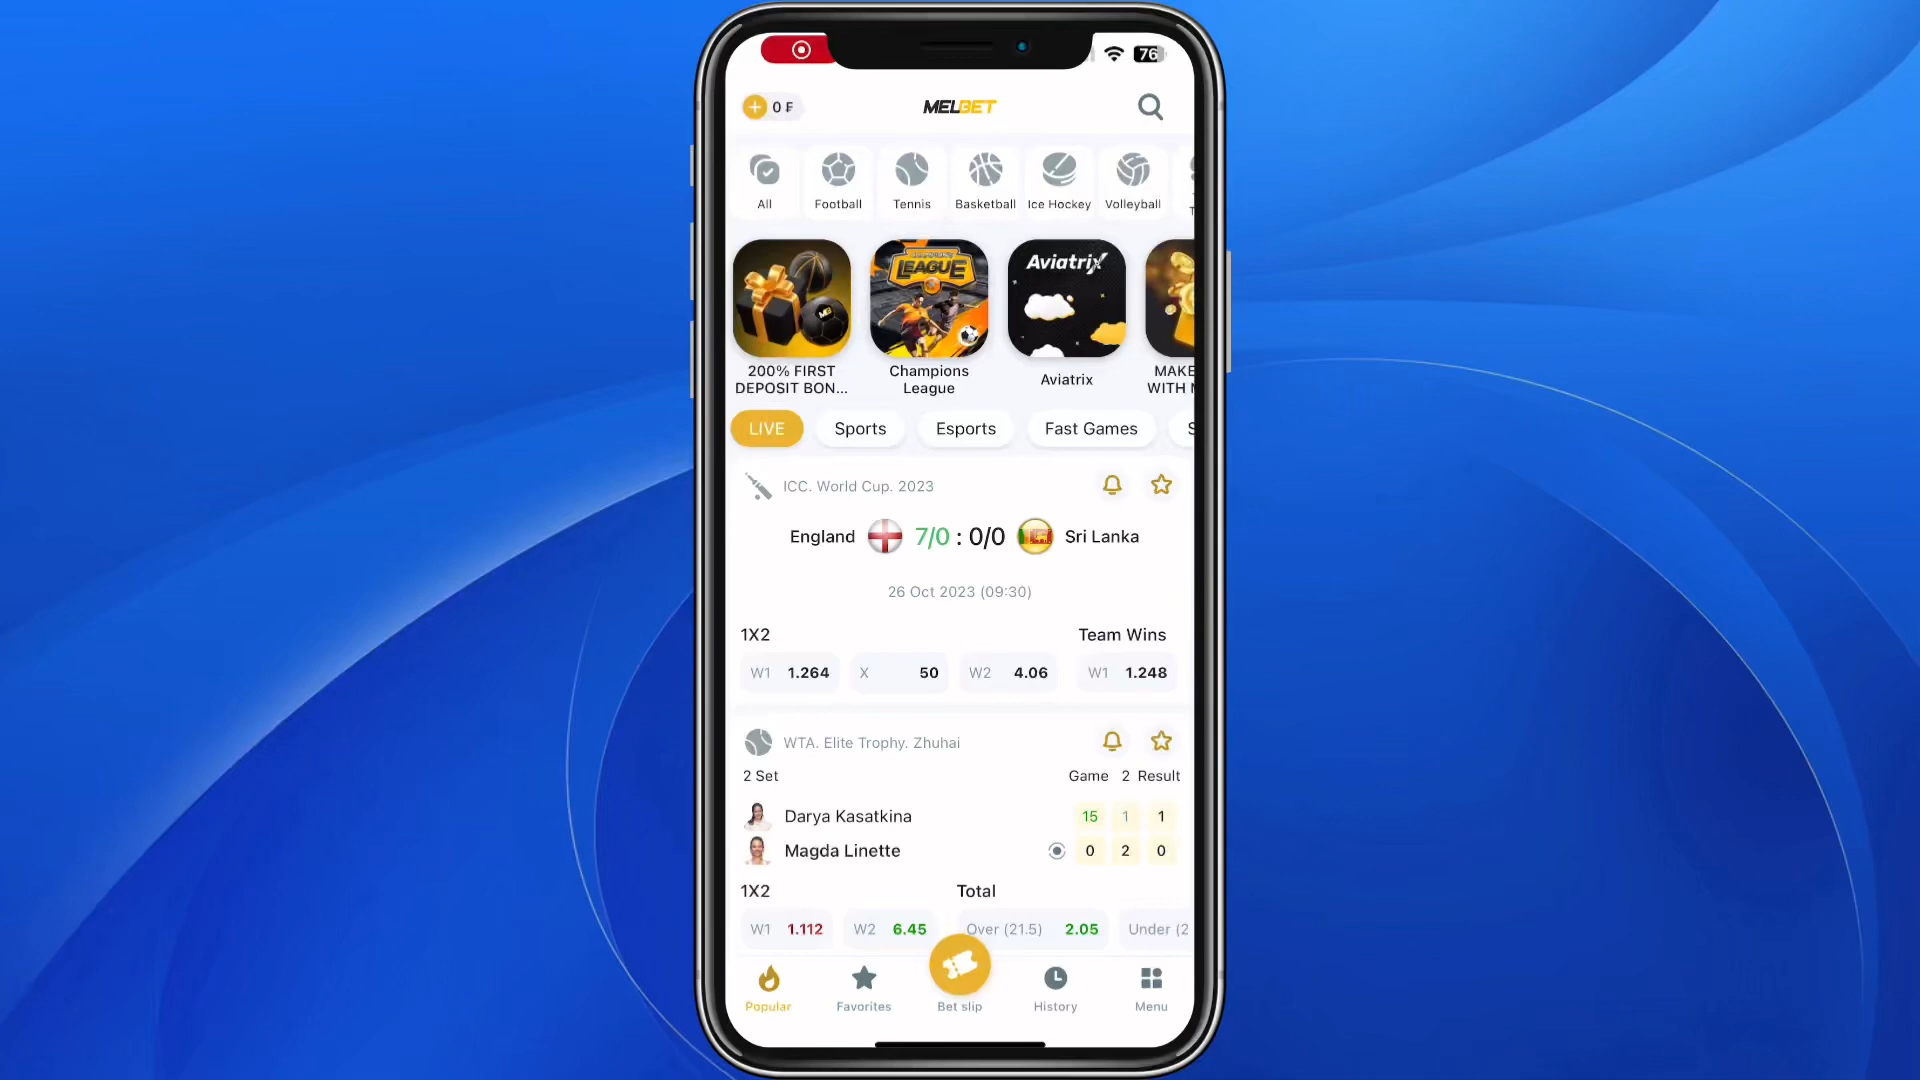 76
0 ₣
MELBET
All
Football
Tennis
Basketball
Ice Hockey
Volleyball
LEAGUE
Aviatrix
200% FIRST
DEPOSIT BON...
Champions
League
Aviatrix
MAKE
WITH
LIVE
Sports
Esports
Fast Games
S
ICC. World Cup. 2023
England 7/0 : 0/0 Sri Lanka
26 Oct 2023 (09:30)
1X2
Team Wins
W1 1.264
X 50
W2 4.06
W1 1.248
WTA. Elite Trophy. Zhuhai
2 Set
Game 2 Result
Darya Kasatkina
15 1 1
Magda Linette
0 2 0
1X2
Total
W1 1.112
W2 6.45
Over (21.5) 2.05
Under (2
Popular
Favorites
Bet slip
History
Menu